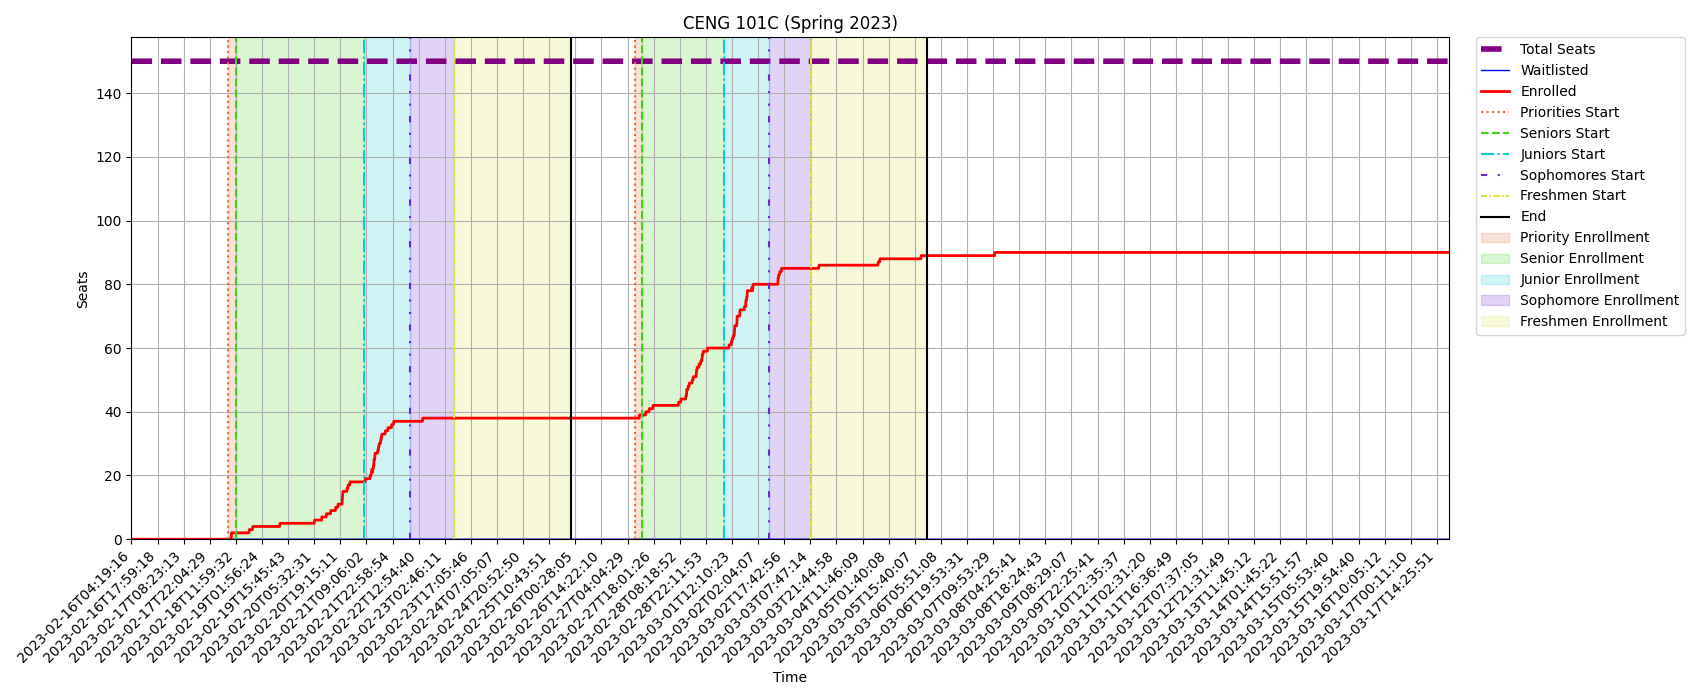 CENG 101C (Spring 2023)
Seats
140
120
100
80
60
40
20
0
2023-02-16T04:19:16
2023-02-16T17:59:18
2023-02-17T08:23:13
2023-02-17T22:04:29
2023-02-18T11:59:32
2023-02-19T01:56:24
2023-02-19T15:45:43
2023-02-20T05:32:31
2023-02-20T19:15:11
2023-02-21T09:06:02
2023-02-21T22:58:54
2023-02-22T12:54:40
2023-02-23T02:46:11
2023-02-23T17:05:46
2023-02-24T07:05:07
2023-02-24T20:52:50
2023-02-25T10:43:51
2023-02-26T00:28:05
2023-02-26T14:22:10
2023-02-27T04:04:29
2023-02-27T18:01:26
2023-02-28T08:18:52
2023-02-28T22:11:53
2023-03-01T12:10:23
2023-03-02T02:04:07
2023-03-02T17:42:56
2023-03-03T07:47:14
2023-03-03T21:44:58
2023-03-04T11:46:09
2023-03-05T01:40:08
2023-03-05T15:40:07
2023-03-06T05:51:08
2023-03-06T19:53:31
2023-03-07T09:53:29
2023-03-08T04:25:41
2023-03-08T18:24:43
2023-03-09T08:29:07
2023-03-09T22:25:41
2023-03-10T12:35:37
2023-03-11T02:31:20
2023-03-11T16:36:49
2023-03-12T07:37:05
2023-03-12T21:31:49
2023-03-13T11:45:12
2023-03-14T01:45:22
2023-03-14T15:51:57
2023-03-15T05:53:40
2023-03-15T19:54:40
2023-03-16T10:05:12
2023-03-17T00:11:10
2023-03-17T14:25:51
Time
Total Seats
Waitlisted
Enrolled
Priorities Start
Seniors Start
Juniors Start
Sophomores Start
Freshmen Start
End
Priority Enrollment
Senior Enrollment
Junior Enrollment
Sophomore Enrollment
Freshmen Enrollment